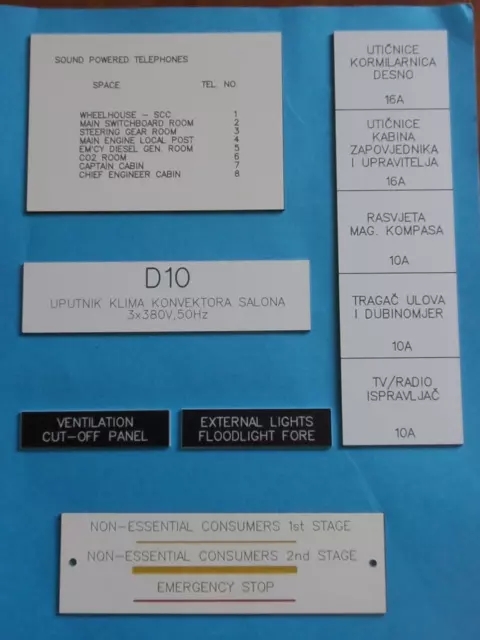 SOUND POWERED TELEPHONES
SPACE TEL. NO.
WHEELHOUSE – SCC 1
MAIN SWITCHBOARD ROOM 2
STEERING GEAR ROOM 3
MAIN ENGINE LOCAL POST 4
EM'CY DIESEL GEN. ROOM 5
CO2 ROOM 6
CAPTAIN CABIN 7
CHIEF ENGINEER CABIN 8
UTIČNICE
KORMILARNICA
DESNO
16A
UTIČNICE
KABINA
ZAPOVJEDNIKA
I UPRAVITELJA
16A
RASVJETA
MAG. KOMPASA
10A
TRAGAČ ULOVA
I DUBINOMJER
10A
TV/RADIO
ISPRAVLJAČ
10A
D10
UPUTNIK KLIMA KONVEKTORA SALONA
3x380V,50Hz
VENTILATION
CUT–OFF PANEL
EXTERNAL LIGHTS
FLOODLIGHT FORE
NON–ESSENTIAL CONSUMERS 1st STAGE
NON–ESSENTIAL CONSUMERS 2nd STAGE
EMERGENCY STOP